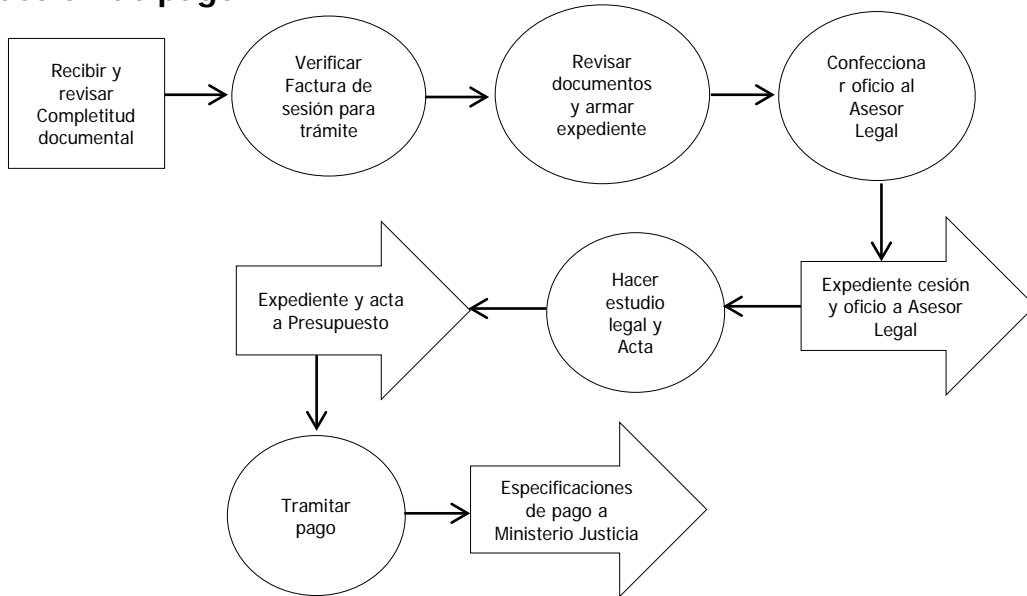 de pago
Recibir y
revisar
Completitud
documental
Verificar
Factura de
sesión para
trámite
Revisar
documentos
y armar
expediente
Confecciona
r oficio al
Asesor
Legal
Expediente cesión
y oficio a Asesor
Legal
Hacer
estudio
legal y
Acta
Expediente y acta
a Presupuesto
Tramitar
pago
Especificaciones
de pago a
Ministerio Justicia